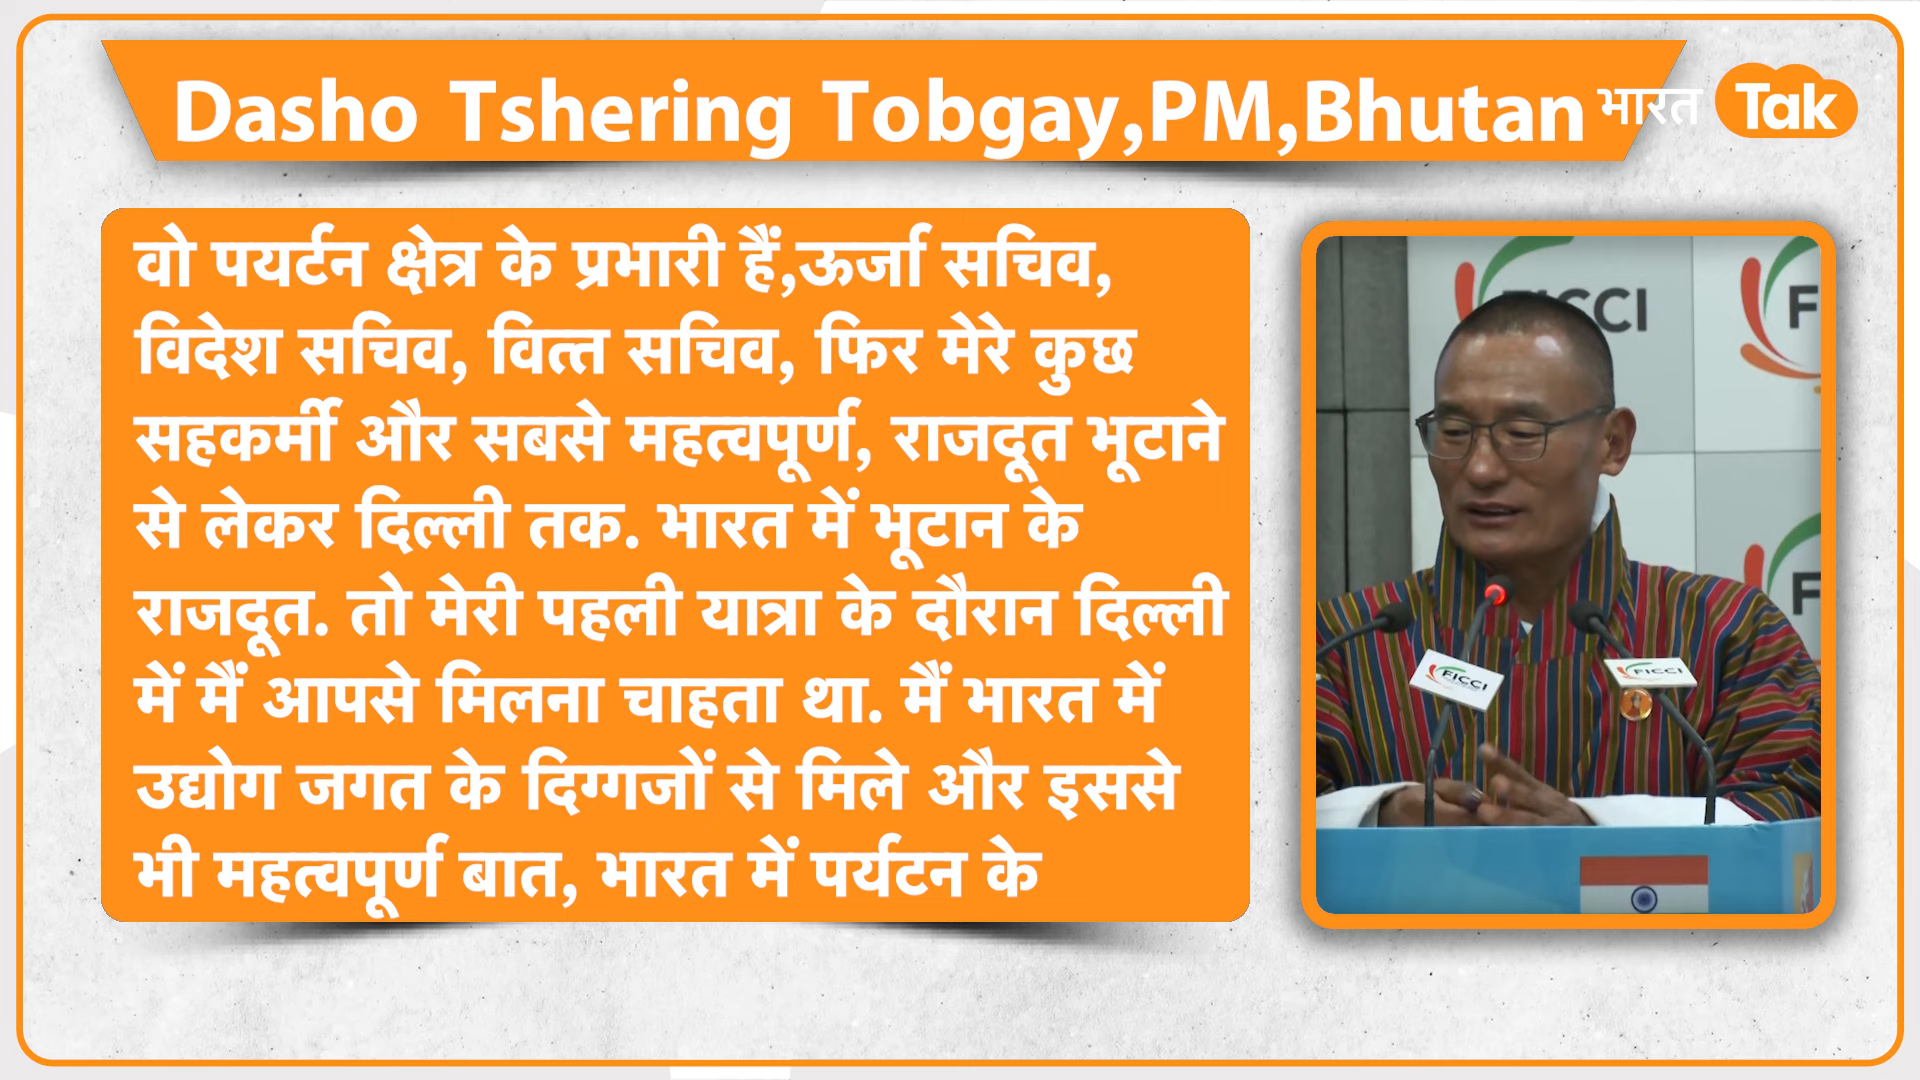 Dasho Tshering Tobgay,PM,Bhutan
भारत Tak
वो पयर्टन क्षेत्र के प्रभारी हैं,ऊर्जा सचिव,
विदेश सचिव, वित्त सचिव, फिर मेरे कुछ
सहकर्मी और सबसे महत्वपूर्ण, राजदूत भूटाने
से लेकर दिल्ली तक. भारत में भूटान के
राजदूत. तो मेरी पहली यात्रा के दौरान दिल्ली
में मैं आपसे मिलना चाहता था. मैं भारत में
उद्योग जगत के दिग्गजों से मिले और इससे
भी महत्वपूर्ण बात, भारत में पर्यटन के
FICCI
F
F
FICCI
FICCI